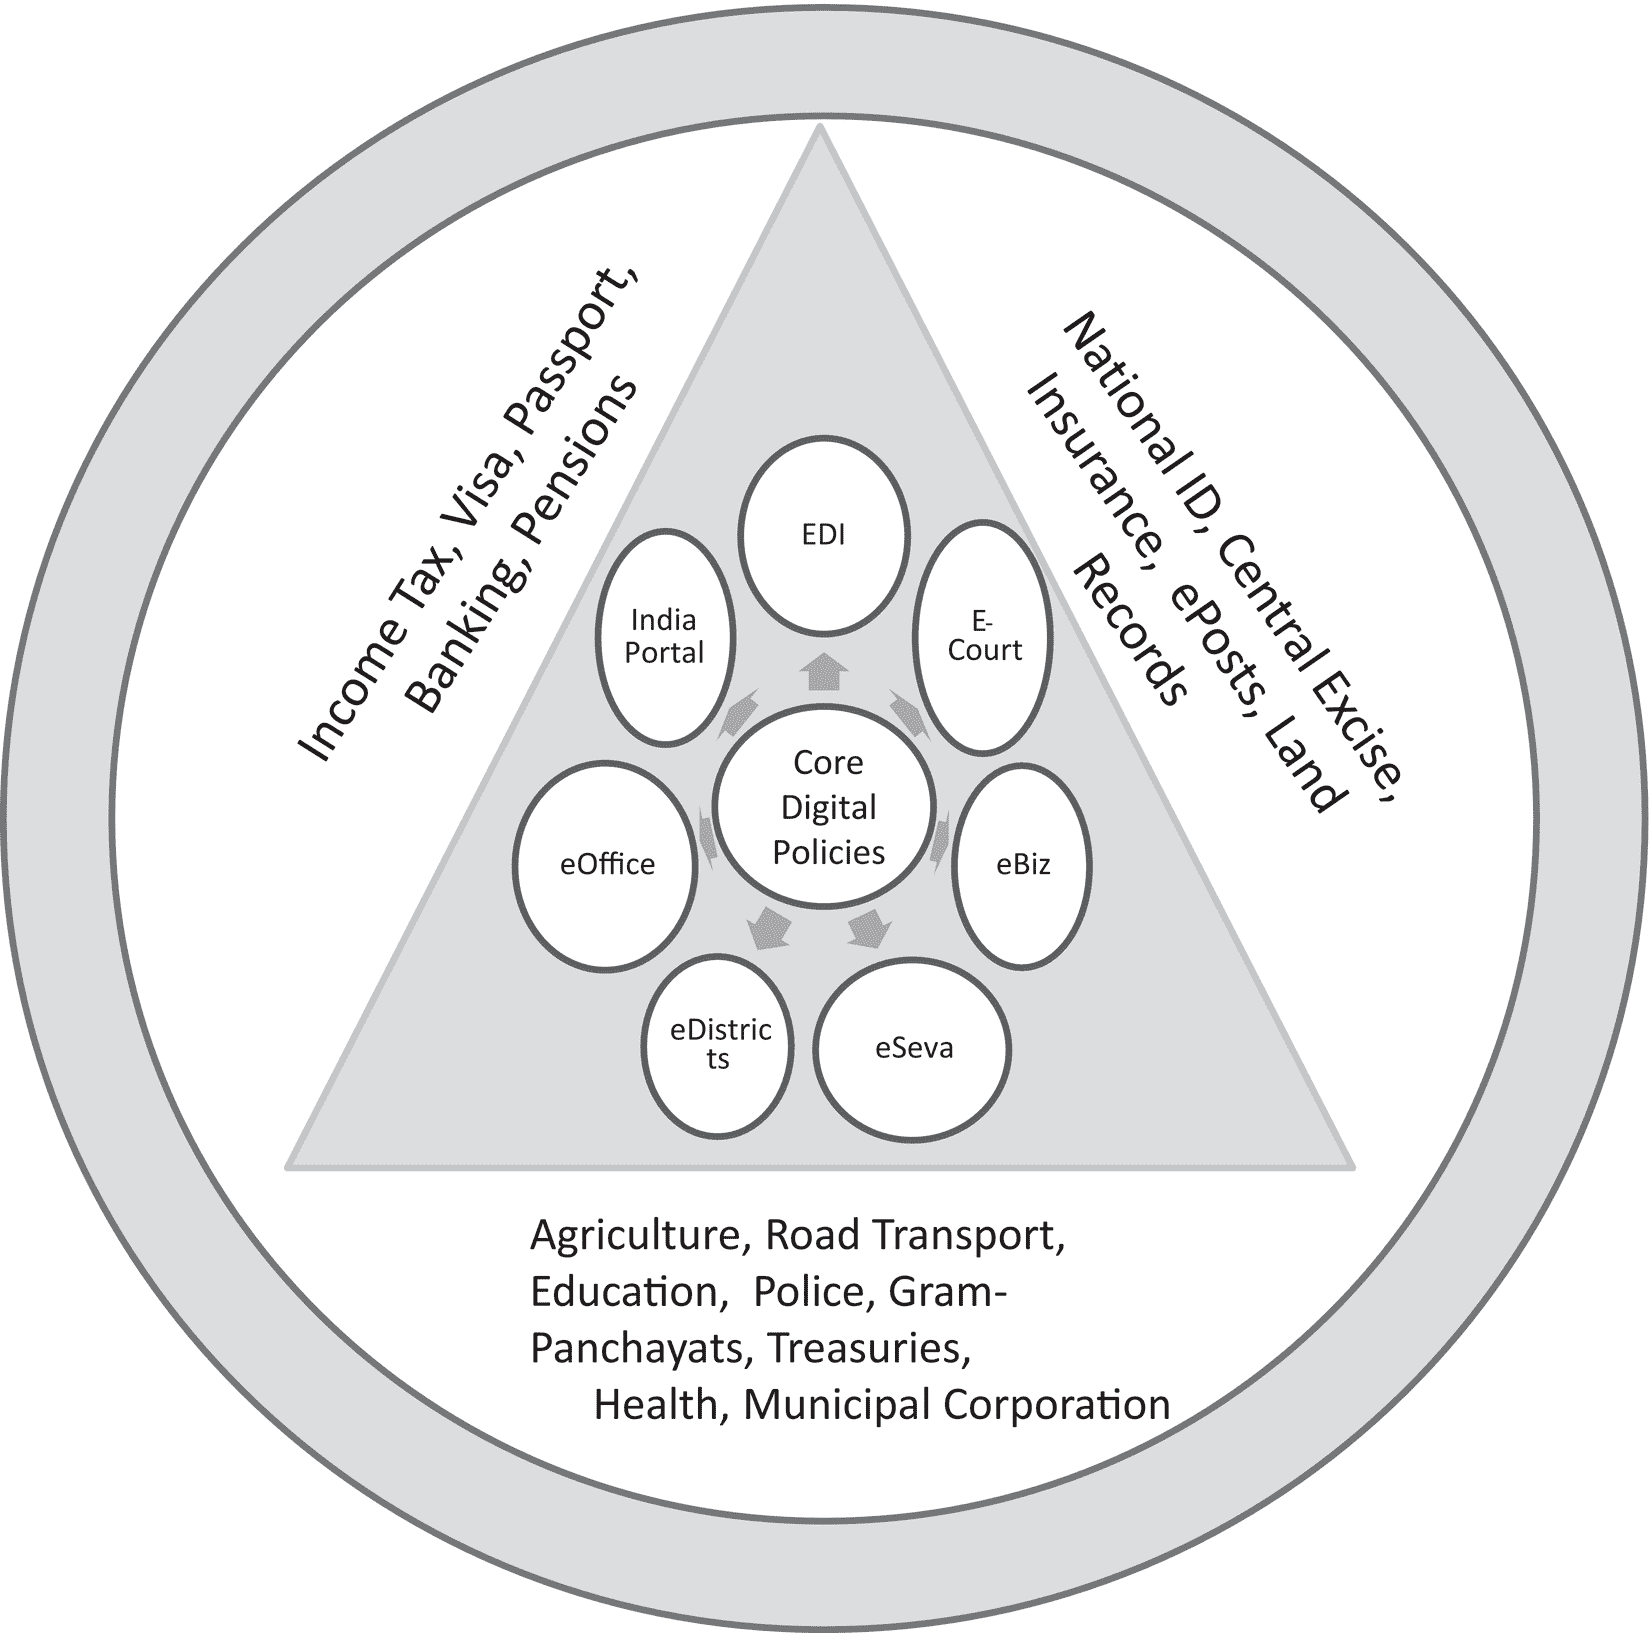 Income Tax, Visa, Passport,
Banking, Pensions
National ID, Central Excise,
Insurance, ePosts, Land
Records
EDI
India
Portal
E-
Court
Core
Digital
Policies
eOffice
eBiz
eDistric
ts
eSeva
Agriculture, Road Transport,
Education, Police, Gram-
Panchayats, Treasuries,
Health, Municipal Corporation